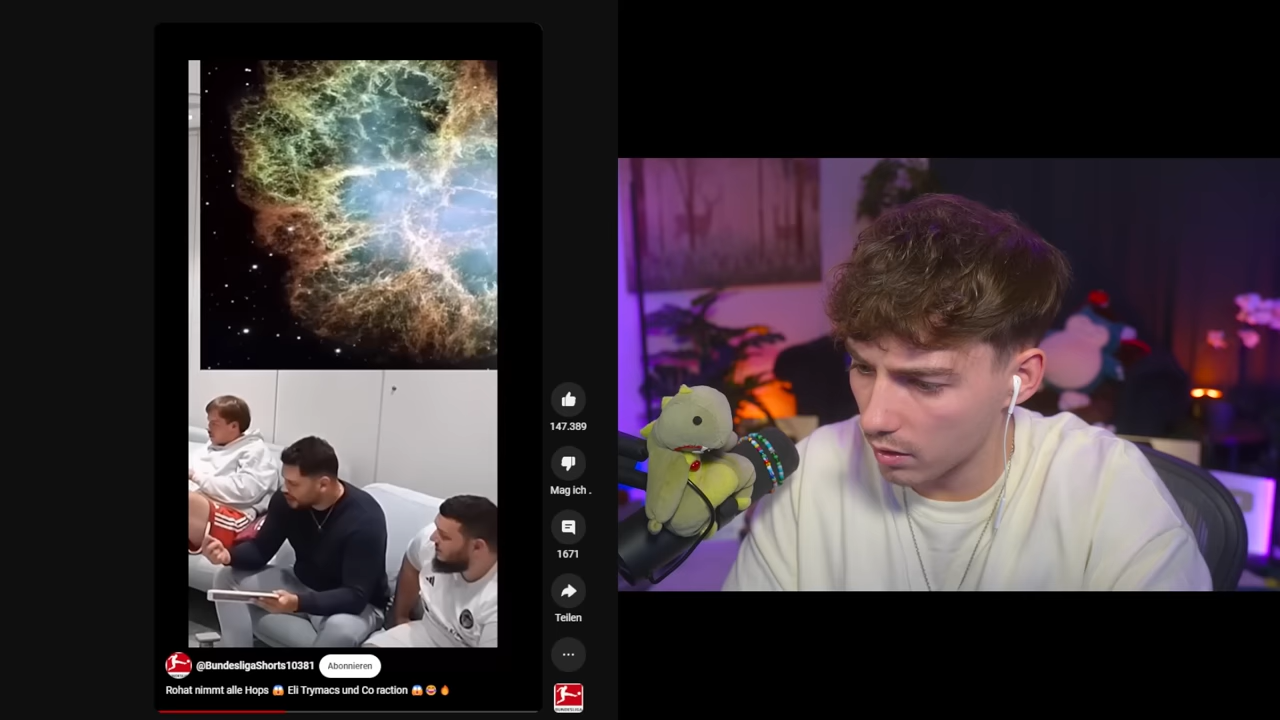 147.389
Mag ich .
1671
Teilen
@BundesligaShorts10381 Abonnieren
Rohat nimmt alle Hops 😱 Eli Trymacs und Co raction 😱😂🔥